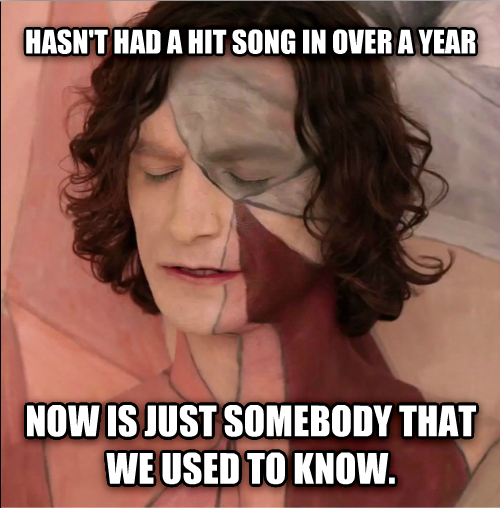 HASN'T HAD A HIT SONG IN OVER A YEAR
NOW IS JUST SOMEBODY THAT
WE USED TO KNOW.